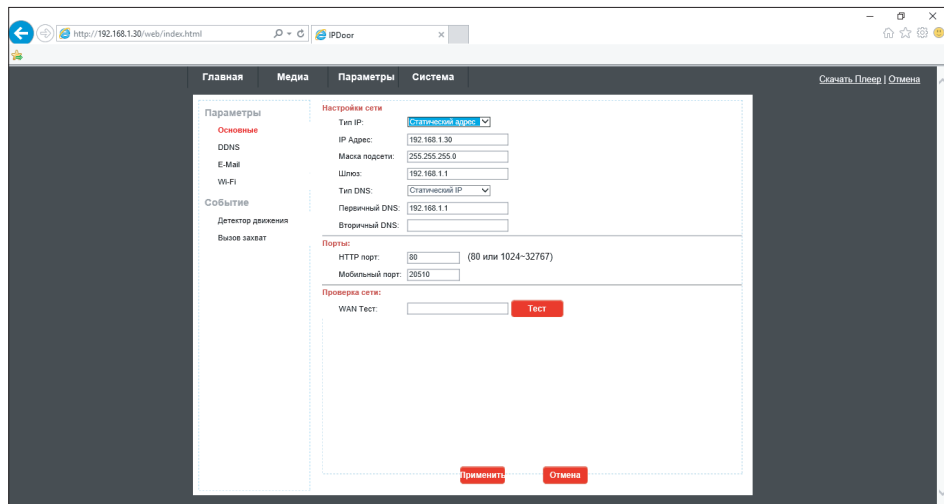 http://192.168.1.30/web/index.html
IPDoor
Главная Медиа Параметры Система
Скачать Плеер | Отмена
Параметры
Основные
DDNS
E-Mail
Wi-Fi
Событие
Детектор движения
Вызов захват
Настройки сети
Тип IP: Статический адрес
IP Адрес: 192.168.1.30
Маска подсети: 255.255.255.0
Шлюз: 192.168.1.1
Тип DNS: Статический IP
Первичный DNS: 192.168.1.1
Вторичный DNS:
Порты:
HTTP порт: 80 (80 или 1024~32767)
Мобильный порт: 20510
Проверка сети:
WAN Тест: Тест
Применить Отмена